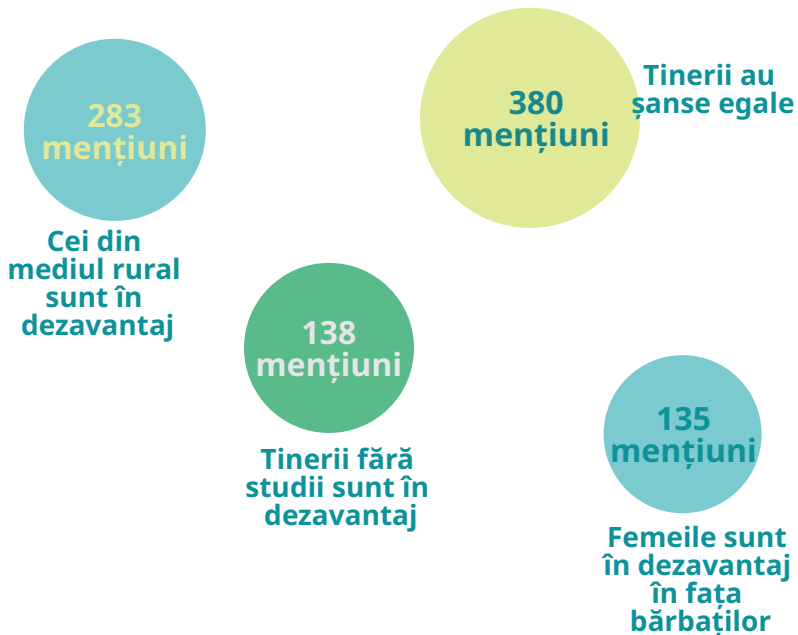 283
mențiuni
Cei din
mediul rural
sunt în
dezavantaj
380
mențiuni
Tinerii au
șanse egale
138
mențiuni
Tinerii fără
studii sunt în
dezavantaj
135
mențiuni
Femeile sunt
în dezavantaj
în fața
bărbaților